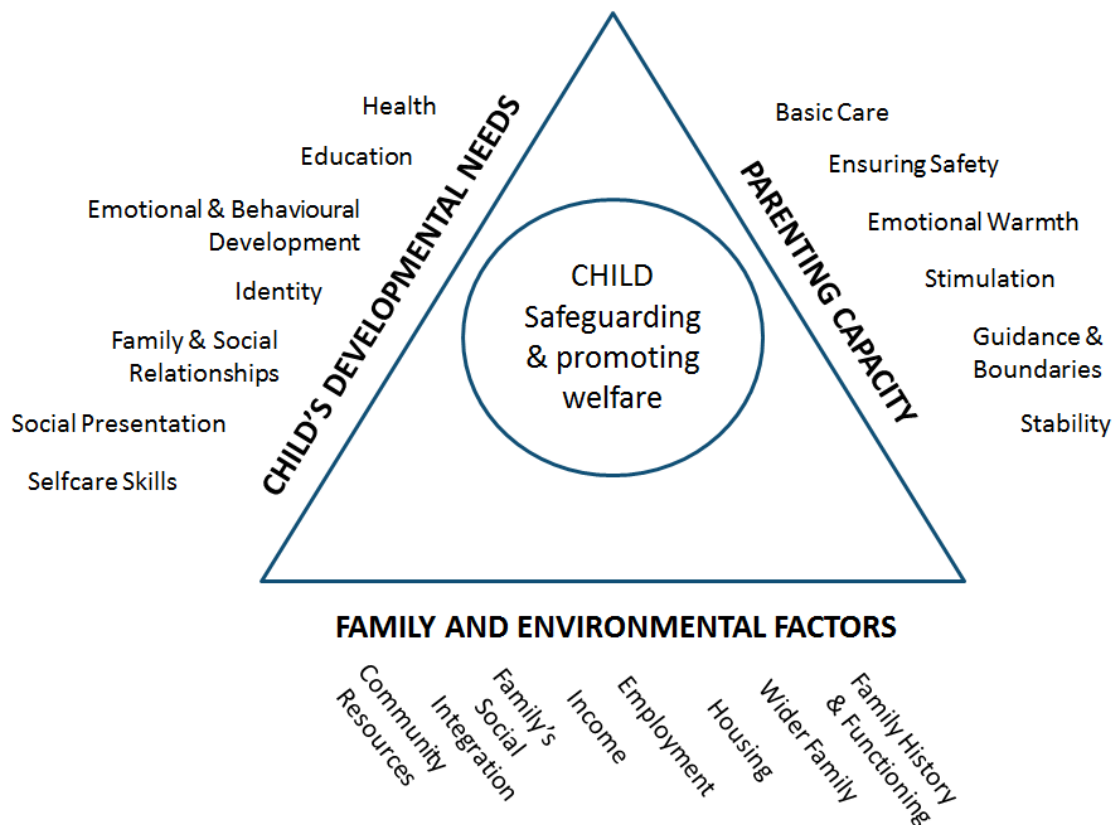 Health
Education
Emotional & Behavioural
Development
Identity
Family & Social
Relationships
Social Presentation
Selfcare Skills
CHILD'S DEVELOPMENTAL NEEDS
CHILD
Safeguarding
& promoting
welfare
PARENTING CAPACITY
Basic Care
Ensuring Safety
Emotional Warmth
Stimulation
Guidance &
Boundaries
Stability
FAMILY AND ENVIRONMENTAL FACTORS
Community
Resources
Family's
Social
Integration
Income
Employment
Housing
Wider Family
Family History
& Functioning